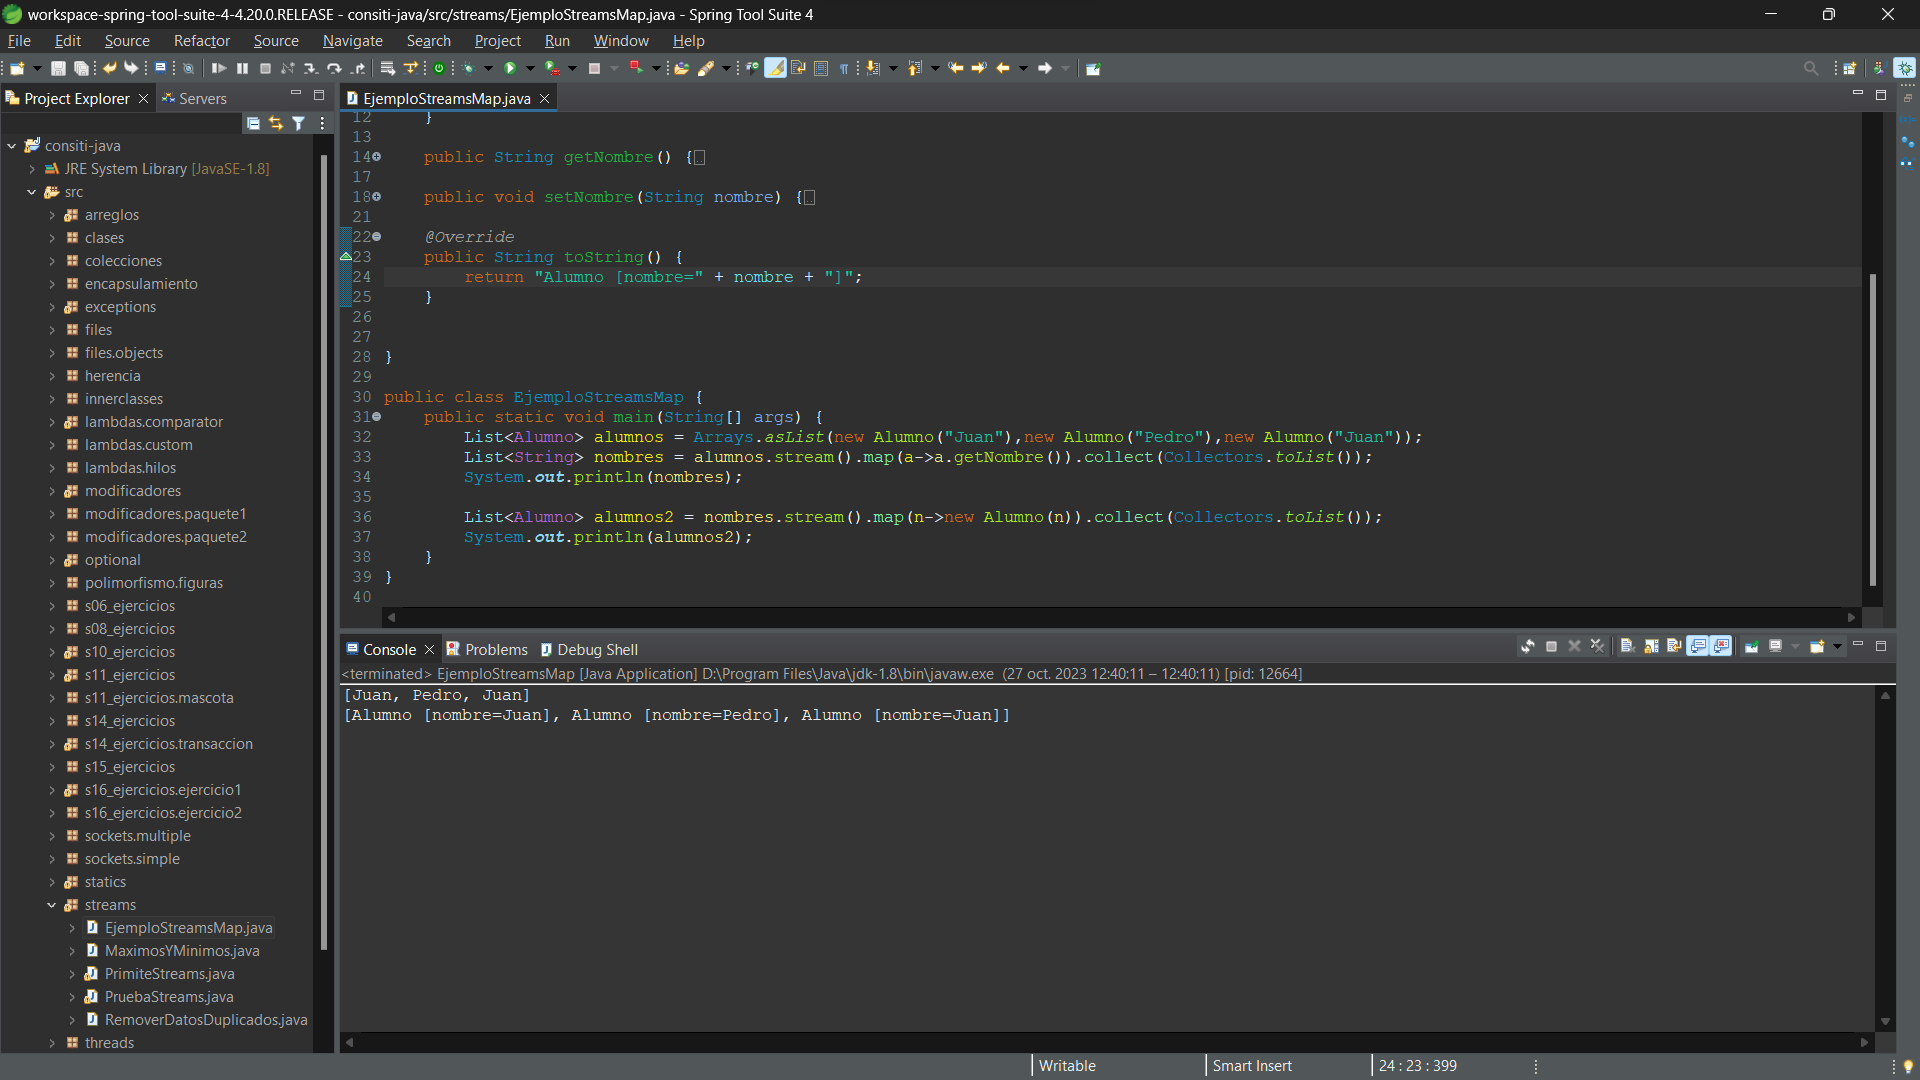 workspace-spring-tool-suite-4-4.20.0.RELEASE - consiti-java/src/streams/EjemploStreamsMap.java - Spring Tool Suite 4
File Edit Source Refactor Source Navigate Search Project Run Window Help
Project Explorer
Servers
EjemploStreamsMap.java
consiti-java
JRE System Library [JavaSE-1.8]
src
arreglos
clases
colecciones
encapsulamiento
exceptions
files
files.objects
herencia
innerclasses
lambdas.comparator
lambdas.custom
lambdas.hilos
modificadores
modificadores.paquete1
modificadores.paquete2
optional
polimorfismo.figuras
s06_ejercicios
s08_ejercicios
s10_ejercicios
s11_ejercicios
s11_ejercicios.mascota
s14_ejercicios
s14_ejercicios.transaccion
s15_ejercicios
s16_ejercicios.ejercicio1
s16_ejercicios.ejercicio2
sockets.multiple
sockets.simple
statics
streams
EjemploStreamsMap.java
MaximosYMinimos.java
PrimiteStreams.java
PruebaStreams.java
RemoverDatosDuplicados.java
threads
12 }
13
14 public String getNombre() {
17
18 public void setNombre(String nombre) {
21
22 @Override
23 public String toString() {
24 return "Alumno [nombre=" + nombre + "]";
25 }
26
27
28 }
29
30 public class EjemploStreamsMap {
31 public static void main(String[] args) {
32 List<Alumno> alumnos = Arrays.asList(new Alumno("Juan"),new Alumno("Pedro"),new Alumno("Juan"));
33 List<String> nombres = alumnos.stream().map(a->a.getNombre()).collect(Collectors.toList());
34 System.out.println(nombres);
35
36 List<Alumno> alumnos2 = nombres.stream().map(n->new Alumno(n)).collect(Collectors.toList());
37 System.out.println(alumnos2);
38 }
39 }
40
Console Problems Debug Shell
<terminated> EjemploStreamsMap [Java Application] D:\Program Files\Java\jdk-1.8\bin\javaw.exe (27 oct. 2023 12:40:11 – 12:40:11) [pid: 12664]
[Juan, Pedro, Juan]
[Alumno [nombre=Juan], Alumno [nombre=Pedro], Alumno [nombre=Juan]]
Writable
Smart Insert
24 : 23 : 399